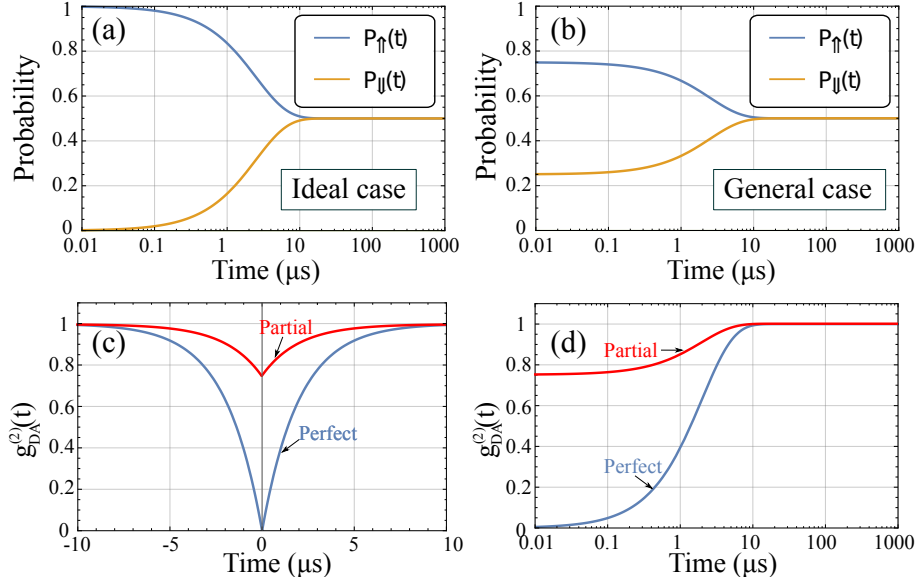 (a)
P⇑(t)
P⇓(t)
Ideal case
Probability
1
0.8
0.6
0.4
0.2
0
0.01
0.1
1
10
100
1000
Time (μs)
(b)
P⇑(t)
P⇓(t)
General case
Probability
1
0.8
0.6
0.4
0.2
0
0.01
0.1
1
10
100
1000
Time (μs)
(c)
Partial
Perfect
g(2)DA(t)
1
0.8
0.6
0.4
0.2
0
-10
-5
0
5
10
Time (μs)
(d)
Partial
Perfect
g(2)DA(t)
1
0.8
0.6
0.4
0.2
0
0.01
0.1
1
10
100
1000
Time (μs)